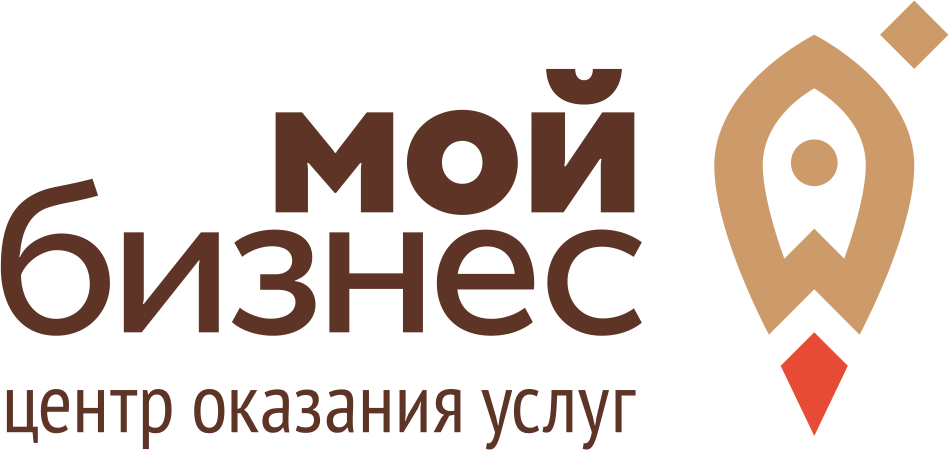 мой
бизнес
центр оказания услуг